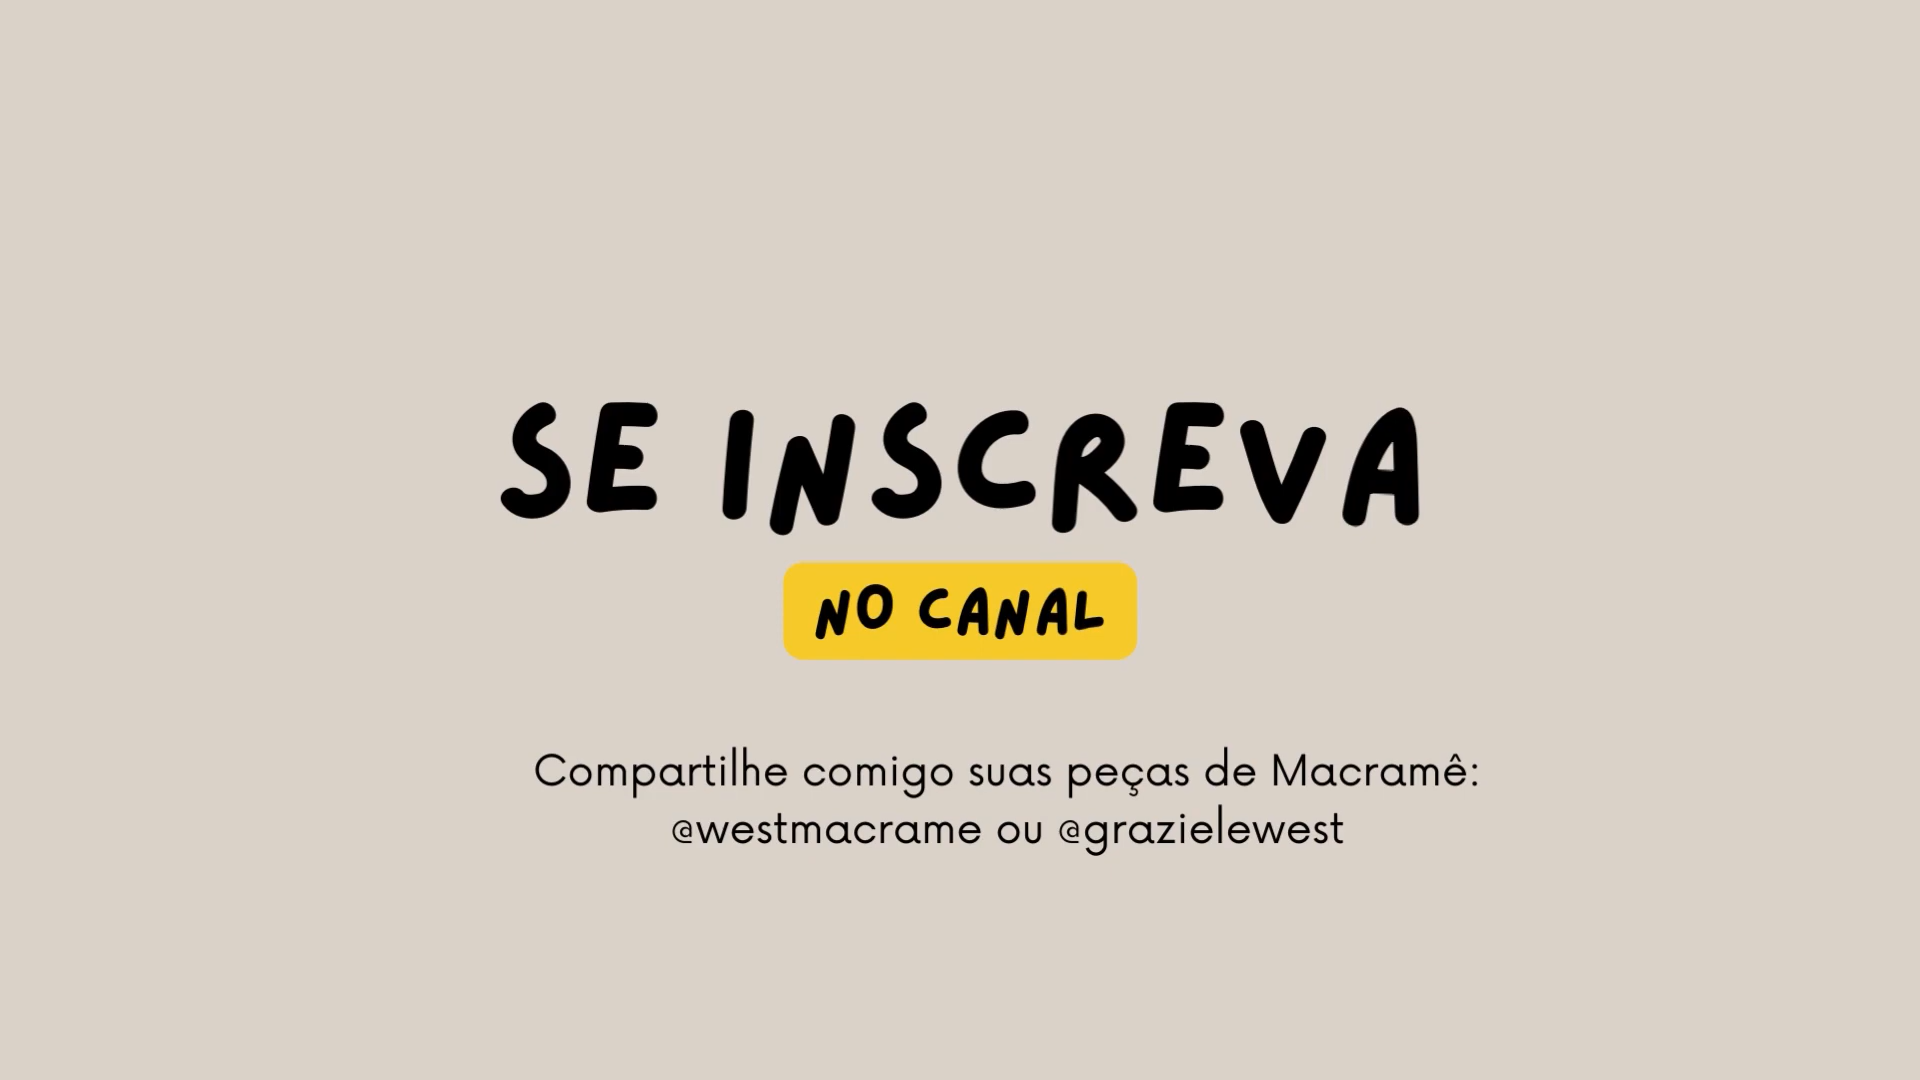 SE INSCREVA
NO CANAL
Compartilhe comigo suas peças de Macramê:
@westmacrame ou @grazielewest